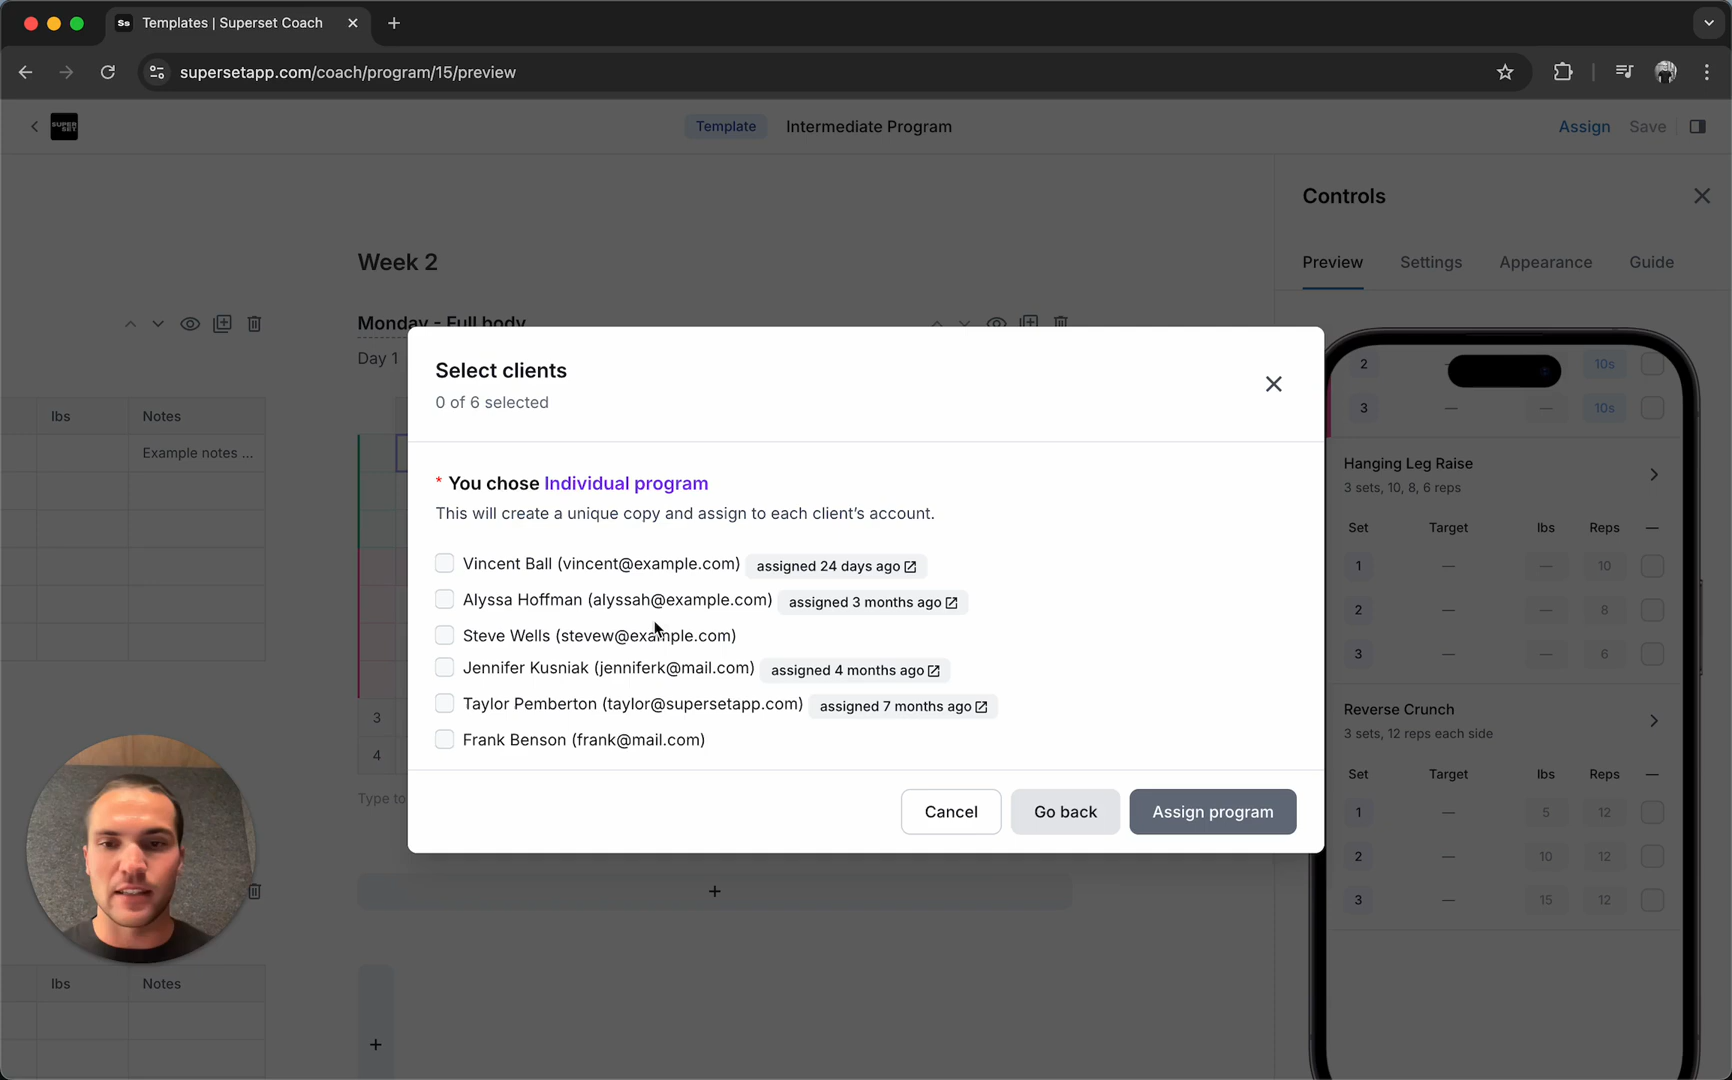 Ss Templates | Superset Coach
supersetapp.com/coach/program/15/preview
SUPER
SET
Template Intermediate Program Assign Save
Week 2
Monday - Full body
Day 1
lbs Notes
Example notes ...
3
4
Type to
lbs Notes
Select clients
0 of 6 selected
* You chose Individual program
This will create a unique copy and assign to each client's account.
Vincent Ball (vincent@example.com) assigned 24 days ago
Alyssa Hoffman (alyssah@example.com) assigned 3 months ago
Steve Wells (stevew@example.com)
Jennifer Kusniak (jenniferk@mail.com) assigned 4 months ago
Taylor Pemberton (taylor@supersetapp.com) assigned 7 months ago
Frank Benson (frank@mail.com)
Cancel Go back Assign program
Controls
Preview Settings Appearance Guide
2 — 10s
3 — — 10s
Hanging Leg Raise
3 sets, 10, 8, 6 reps
Set Target lbs Reps —
1 — — 10
2 — — 8
3 — — 6
Reverse Crunch
3 sets, 12 reps each side
Set Target lbs Reps —
1 — 5 12
2 — 10 12
3 — 15 12